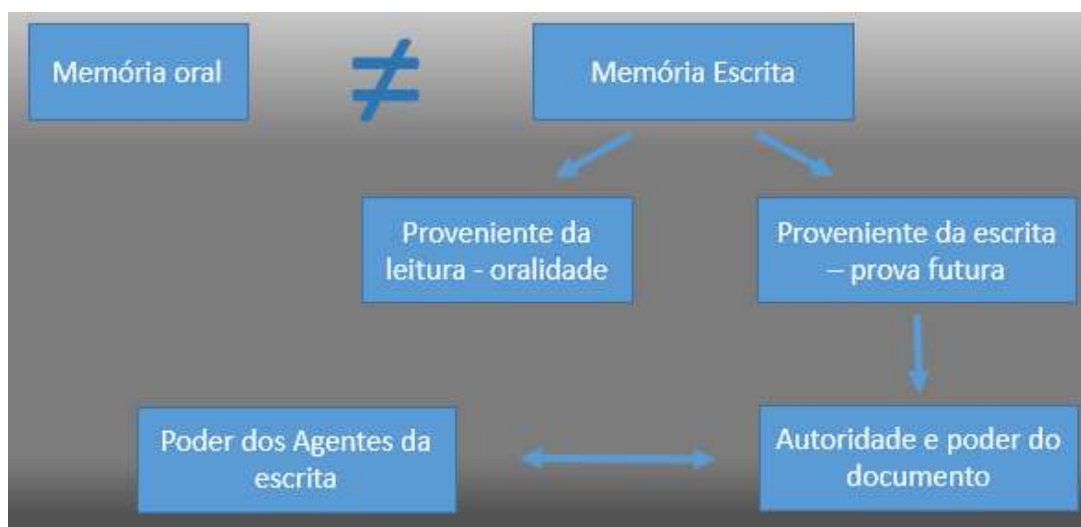 Memória oral
≠
Memória Escrita
Proveniente da
leitura - oralidade
Proveniente da escrita
– prova futura
Poder dos Agentes da
escrita
Autoridade e poder do
documento